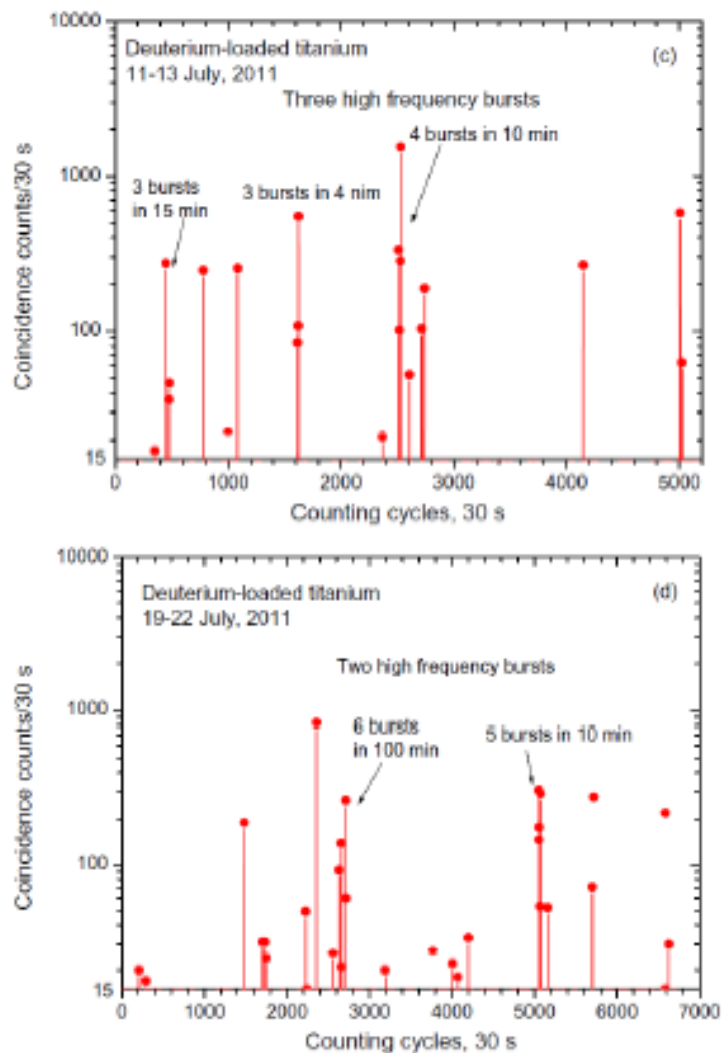 10000
Deuterium-loaded titanium
(c)
11-13 July, 2011
Three high frequency bursts
4 bursts in 10 min
1000
3 bursts
in 15 min
3 bursts in 4 nim
100
15
0 1000 2000 3000 4000 5000
Coincidence counts/30 s
Counting cycles, 30 s
10000
Deuterium-loaded titanium
(d)
19-22 July, 2011
Two high frequency bursts
1000
6 bursts
in 100 min
5 bursts in 10 min
100
15
0 1000 2000 3000 4000 5000 6000 7000
Coincidence counts/30 s
Counting cycles, 30 s